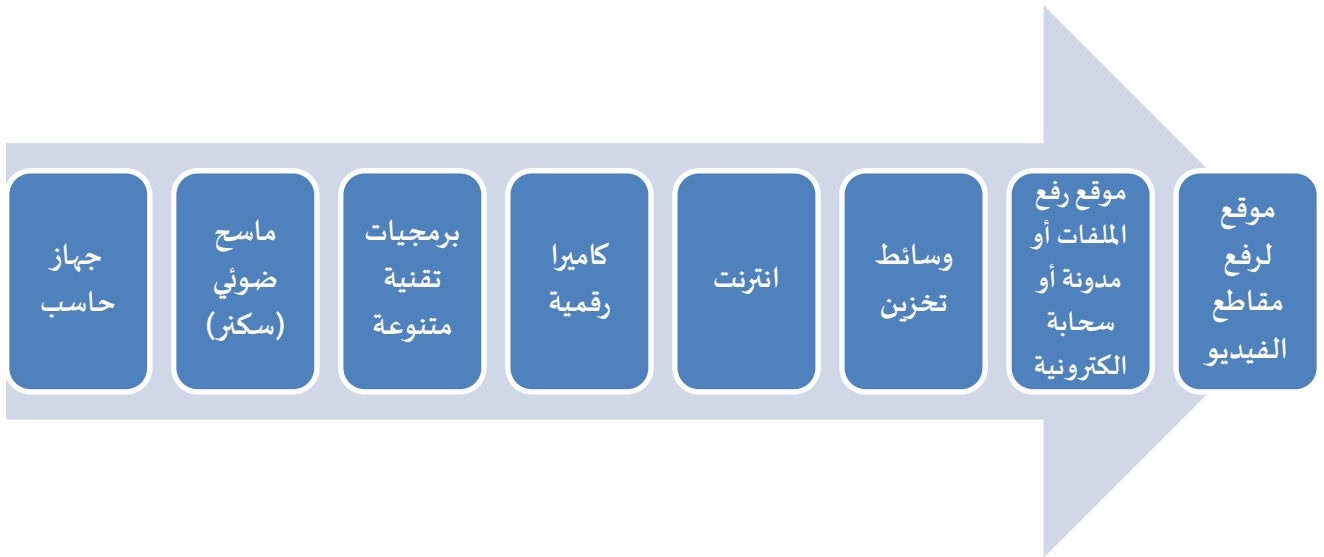 جهاز
حاسب
ماسح
ضوئي
(سكنر)
برمجيات
تقنية
متنوعة
كاميرا
رقمية
انترنت
وسائط
تخزين
موقع رفع
الملفات أو
مدونة أو
سحابة
الكترونية
موقع
لرفع
مقاطع
الفيديو